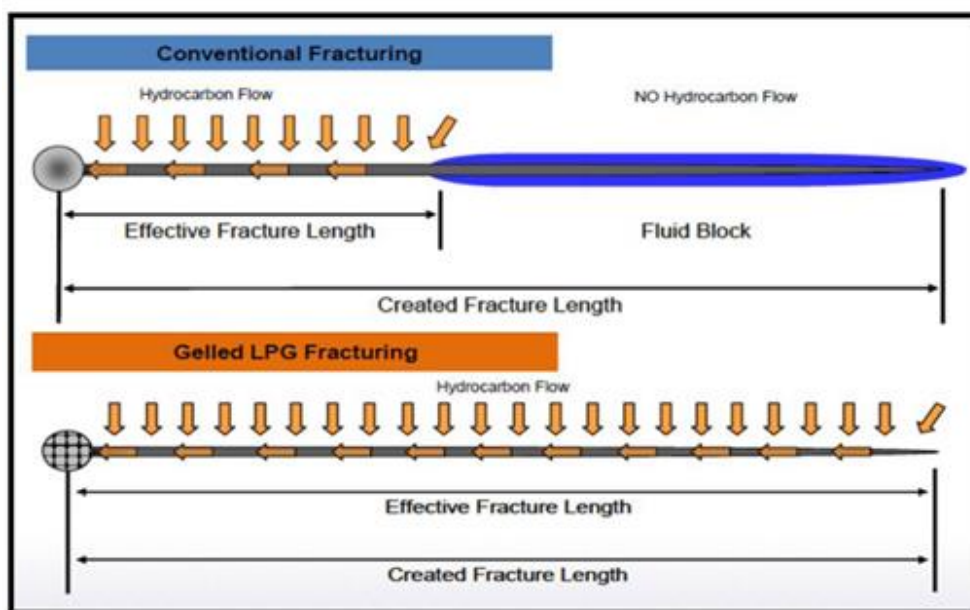 Conventional Fracturing
Hydrocarbon Flow
NO Hydrocarbon Flow
Effective Fracture Length
Fluid Block
Created Fracture Length
Gelled LPG Fracturing
Hydrocarbon Flow
Effective Fracture Length
Created Fracture Length